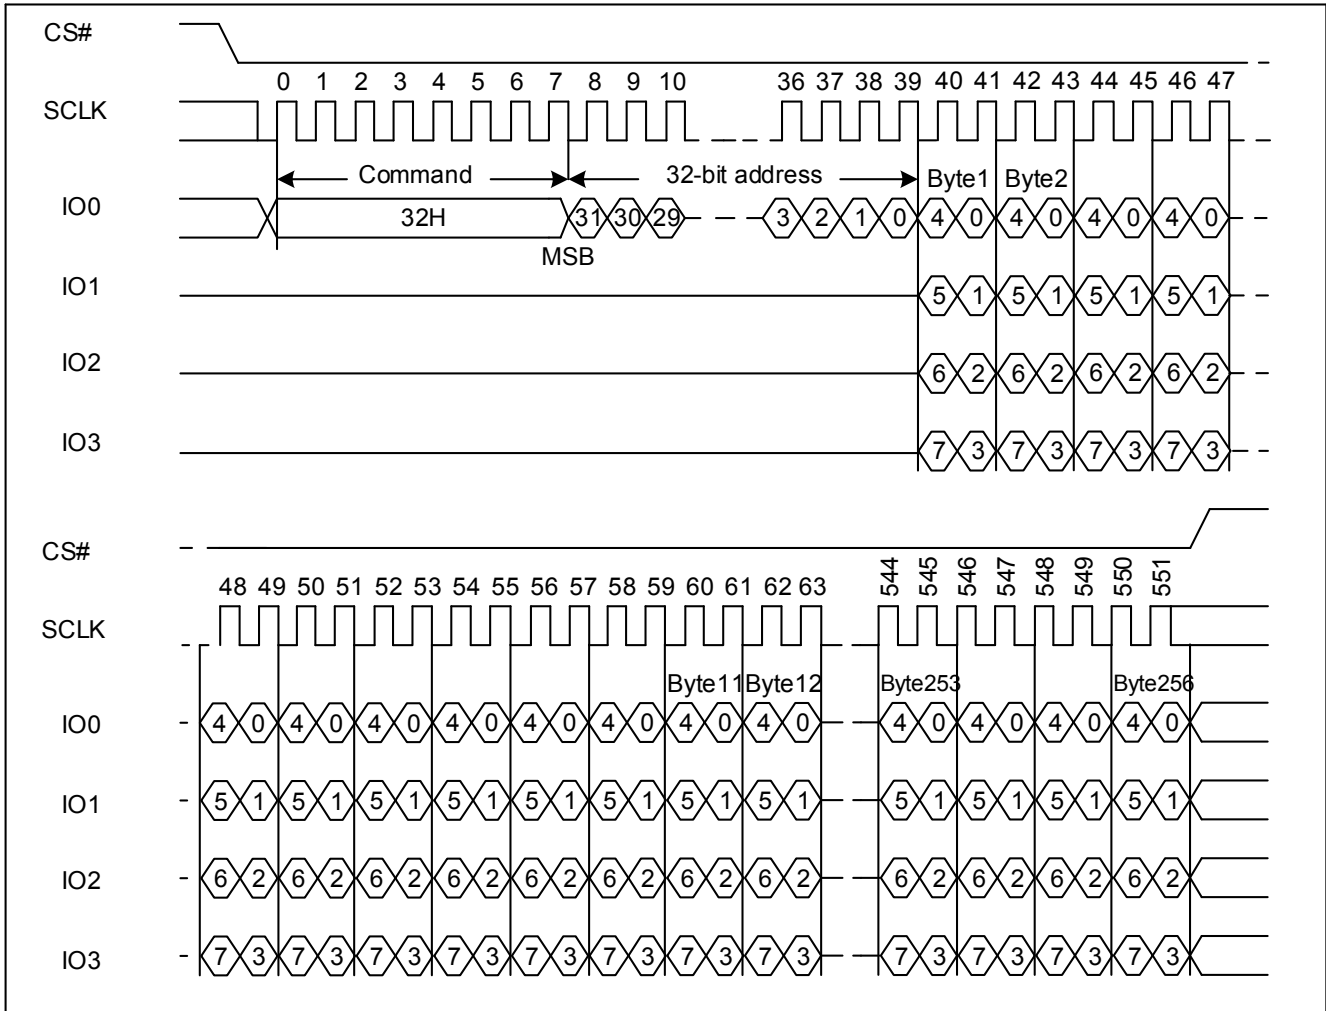 CS#
0 1 2 3 4 5 6 7 8 9 10 36 37 38 39 40 41 42 43 44 45 46 47
SCLK
Command 32-bit address Byte1 Byte2
IO0 32H 31 30 29 3 2 1 0 4 0 4 0 4 0 4 0
MSB
IO1 5 1 5 1 5 1 5 1
IO2 6 2 6 2 6 2 6 2
IO3 7 3 7 3 7 3 7 3
CS#
48 49 50 51 52 53 54 55 56 57 58 59 60 61 62 63 544 545 546 547 548 549 550 551
SCLK
Byte11 Byte12 Byte253 Byte256
IO0 4 0 4 0 4 0 4 0 4 0 4 0 4 0 4 0 4 0 4 0 4 0 4 0
IO1 5 1 5 1 5 1 5 1 5 1 5 1 5 1 5 1 5 1 5 1 5 1 5 1
IO2 6 2 6 2 6 2 6 2 6 2 6 2 6 2 6 2 6 2 6 2 6 2 6 2
IO3 7 3 7 3 7 3 7 3 7 3 7 3 7 3 7 3 7 3 7 3 7 3 7 3